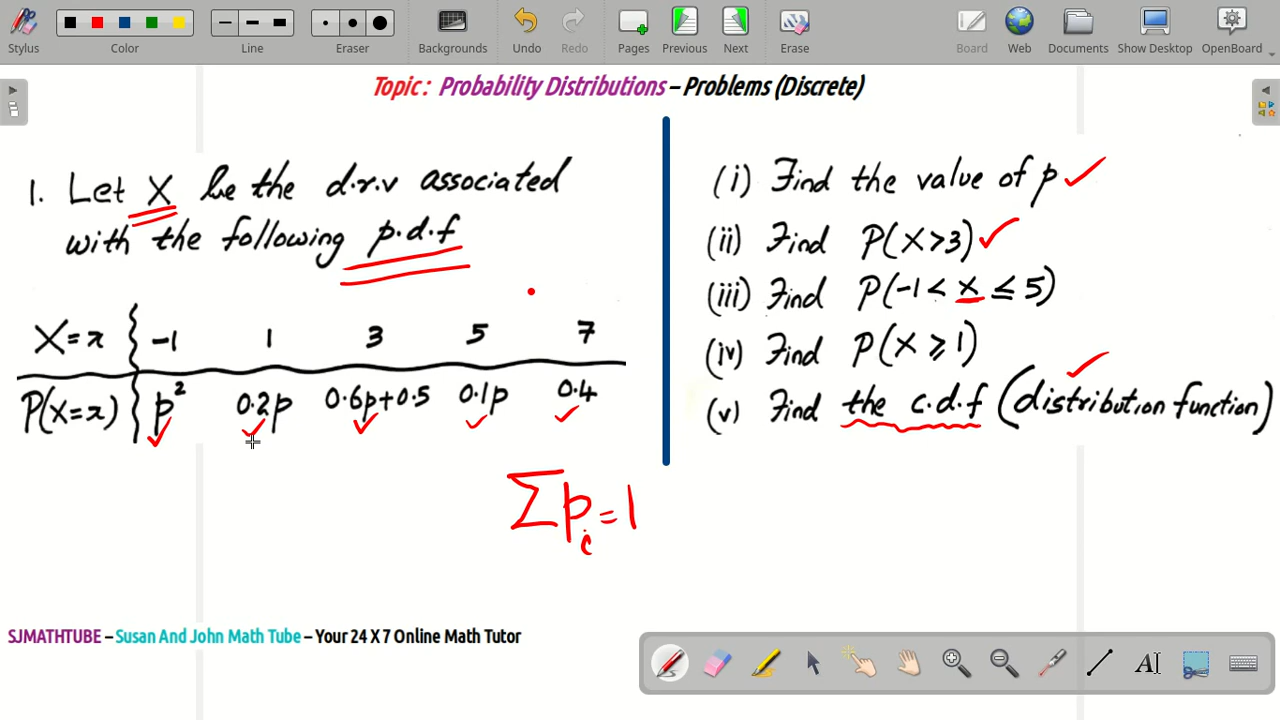 Stylus
Color
Line
Eraser
Backgrounds
Undo
Redo
Pages
Previous
Next
Erase
Board
Web
Documents
Show Desktop
OpenBoard
Topic : Probability Distributions – Problems (Discrete)
1. Let X be the d.r.v associated
with the following p.d.f
X=x -1 1 3 5 7
P(X=x) p² 0.2p 0.6p+0.5 0.1p 0.4
∑pᵢ=1
(i) Find the value of p
(ii) Find P(X>3)
(iii) Find P(-1<x≤5)
(iv) Find P(X⩾1)
(v) Find the c.d.f (distribution function)
SJMATHTUBE – Susan And John Math Tube – Your 24 X 7 Online Math Tutor